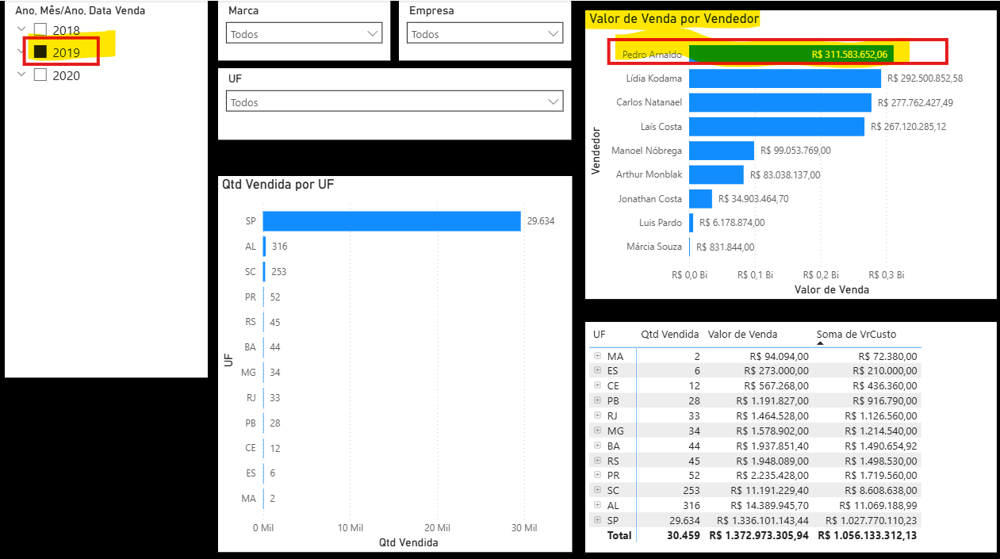 Ano, Mês/Ano, Data Venda
2018
2019
2020
Marca
Todos
Empresa
Todos
UF
Todos
Qtd Vendida por UF
UF
SP 29.634
AL 316
SC 253
PR 52
RS 45
BA 44
MG 34
RJ 33
PB 28
CE 12
ES 6
MA 2
0 Mil 10 Mil 20 Mil 30 Mil
Qtd Vendida
Valor de Venda por Vendedor
Vendedor
Pedro Arnaldo R$ 311.583.652,06
Lídia Kodama R$ 292.500.852,58
Carlos Natanael R$ 277.762.427,49
Laís Costa R$ 267.120.285,12
Manoel Nóbrega R$ 99.053.769,00
Arthur Monblak R$ 83.038.137,00
Jonathan Costa R$ 34.903.464,70
Luis Pardo R$ 6.178.874,00
Márcia Souza R$ 831.844,00
R$ 0,0 Bi R$ 0,1 Bi R$ 0,2 Bi R$ 0,3 Bi
Valor de Venda
UF Qtd Vendida Valor de Venda Soma de VrCusto
MA 2 R$ 94.094,00 R$ 72.380,00
ES 6 R$ 273.000,00 R$ 210.000,00
CE 12 R$ 567.268,00 R$ 436.360,00
PB 28 R$ 1.191.827,00 R$ 916.790,00
RJ 33 R$ 1.464.528,00 R$ 1.126.560,00
MG 34 R$ 1.578.902,00 R$ 1.214.540,00
BA 44 R$ 1.937.851,40 R$ 1.490.654,92
RS 45 R$ 1.948.089,00 R$ 1.498.530,00
PR 52 R$ 2.235.428,00 R$ 1.719.560,00
SC 253 R$ 11.191.229,40 R$ 8.608.638,00
AL 316 R$ 14.389.945,70 R$ 11.069.188,99
SP 29.634 R$ 1.336.101.143,44 R$ 1.027.770.110,23
Total 30.459 R$ 1.372.973.305,94 R$ 1.056.133.312,13